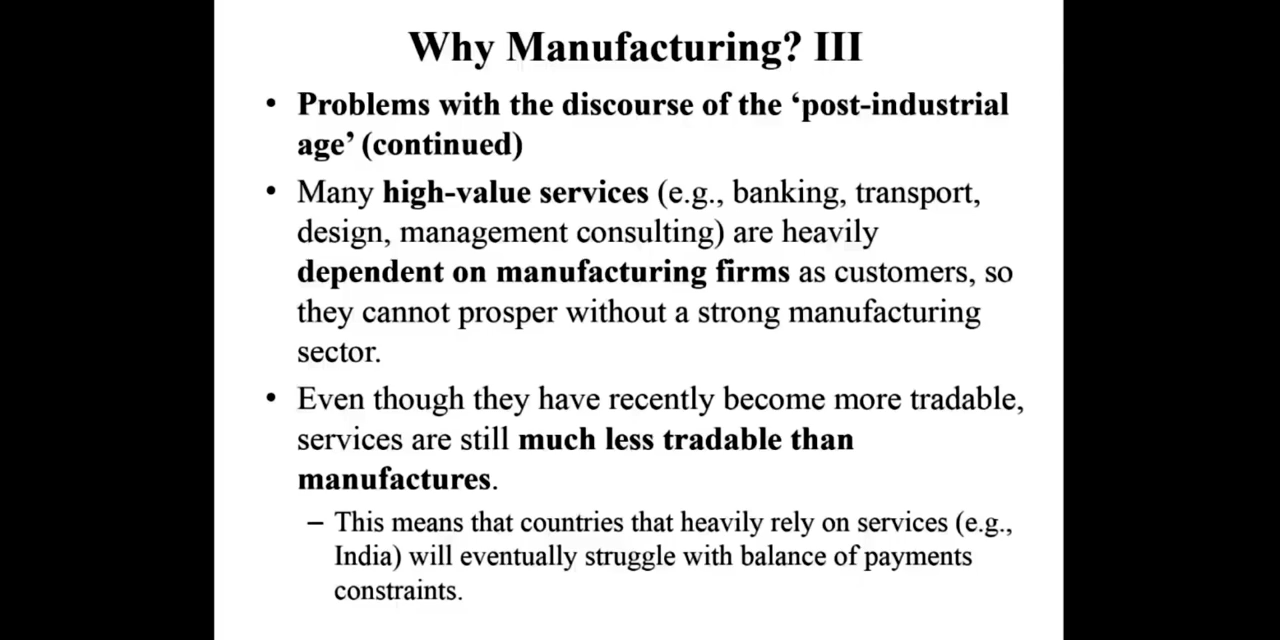 Why Manufacturing? III
• Problems with the discourse of the ‘post-industrial
age’ (continued)
• Many high-value services (e.g., banking, transport,
design, management consulting) are heavily
dependent on manufacturing firms as customers, so
they cannot prosper without a strong manufacturing
sector.
• Even though they have recently become more tradable,
services are still much less tradable than
manufactures.
– This means that countries that heavily rely on services (e.g.,
India) will eventually struggle with balance of payments
constraints.